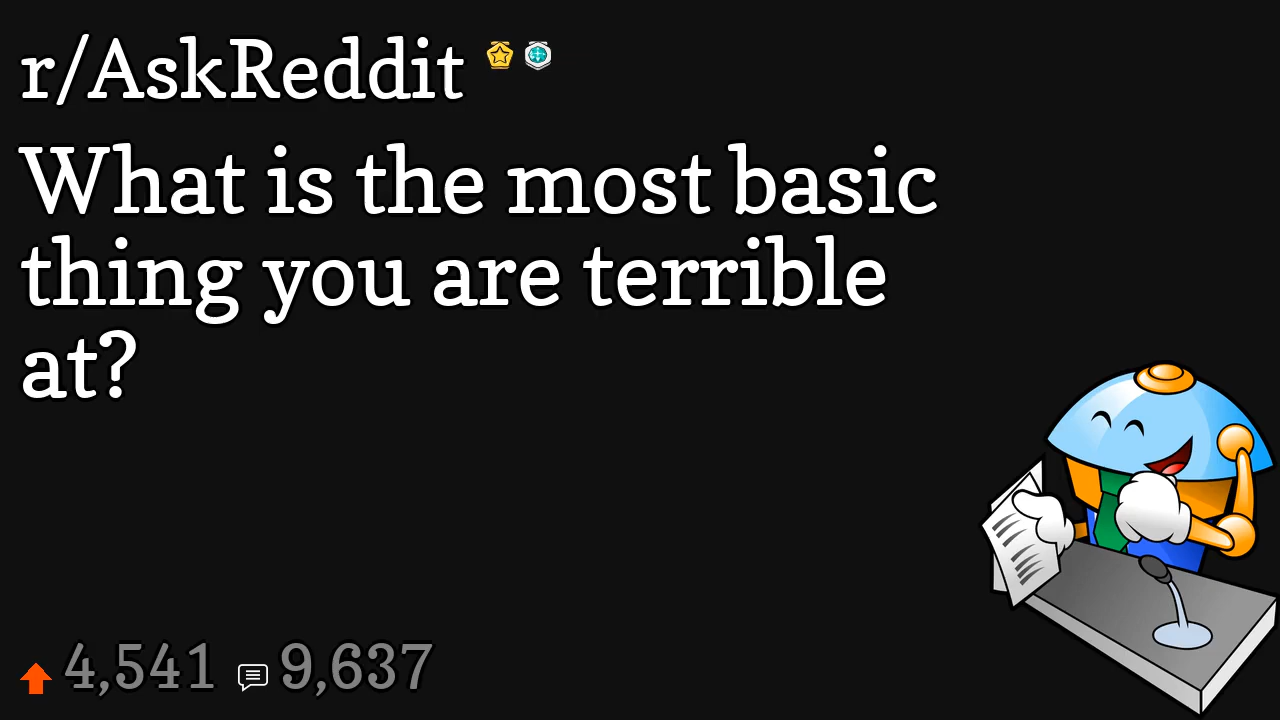 r/AskReddit
What is the most basic
thing you are terrible
at?
4,541 9,637